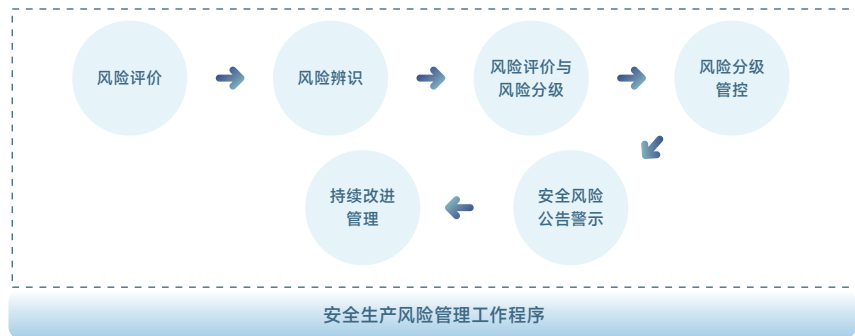 风险评价
风险辨识
风险评价与
风险分级
风险分级
管控
安全风险
公告警示
持续改进
管理
安全生产风险管理工作程序